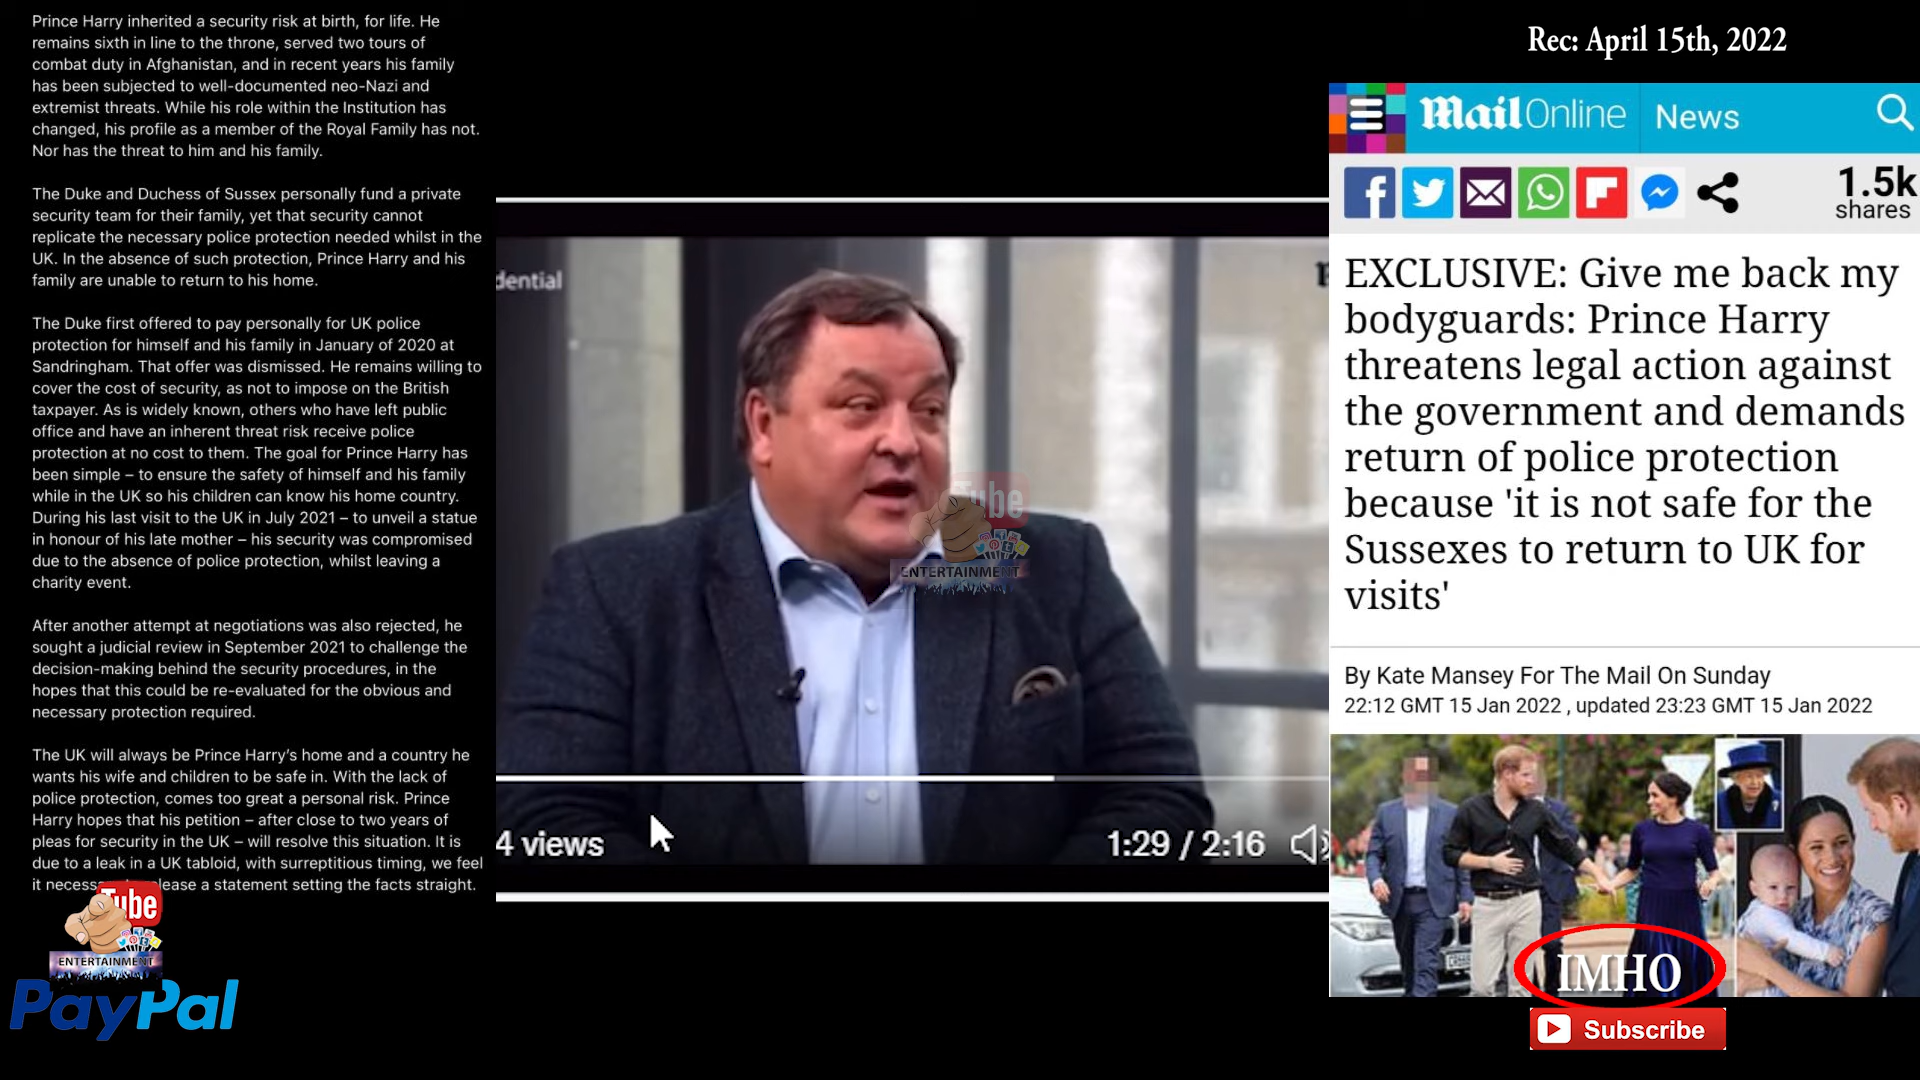 Prince Harry inherited a security risk at birth, for life. He
remains sixth in line to the throne, served two tours of
combat duty in Afghanistan, and in recent years his family
has been subjected to well-documented neo-Nazi and
extremist threats. While his role within the Institution has
changed, his profile as a member of the Royal Family has not.
Nor has the threat to him and his family.
The Duke and Duchess of Sussex personally fund a private
security team for their family, yet that security cannot
replicate the necessary police protection needed whilst in the
UK. In the absence of such protection, Prince Harry and his
family are unable to return to his home.
The Duke first offered to pay personally for UK police
protection for himself and his family in January of 2020 at
Sandringham. That offer was dismissed. He remains willing to
cover the cost of security, as not to impose on the British
taxpayer. As is widely known, others who have left public
office and have an inherent threat risk receive police
protection at no cost to them. The goal for Prince Harry has
been simple – to ensure the safety of himself and his family
while in the UK so his children can know his home country.
During his last visit to the UK in July 2021 – to unveil a statue
in honour of his late mother – his security was compromised
due to the absence of police protection, whilst leaving a
charity event.
After another attempt at negotiations was also rejected, he
sought a judicial review in September 2021 to challenge the
decision-making behind the security procedures, in the
hopes that this could be re-evaluated for the obvious and
necessary protection required.
The UK will always be Prince Harry's home and a country he
wants his wife and children to be safe in. With the lack of
police protection, comes too great a personal risk. Prince
Harry hopes that his petition – after close to two years of
pleas for security in the UK – will resolve this situation. It is
due to a leak in a UK tabloid, with surreptitious timing, we feel
it a statement setting the facts straight.
Tube
ENTERTAINMENT
PayPal
dential
Tube
ENTERTAINMENT
4 views
1:29 / 2:16
Rec: April 15th, 2022
MailOnline News
1.5k
shares
EXCLUSIVE: Give me back my
bodyguards: Prince Harry
threatens legal action against
the government and demands
return of police protection
because 'it is not safe for the
Sussexes to return to UK for
visits'
By Kate Mansey For The Mail On Sunday
22:12 GMT 15 Jan 2022 , updated 23:23 GMT 15 Jan 2022
IMHO
Subscribe